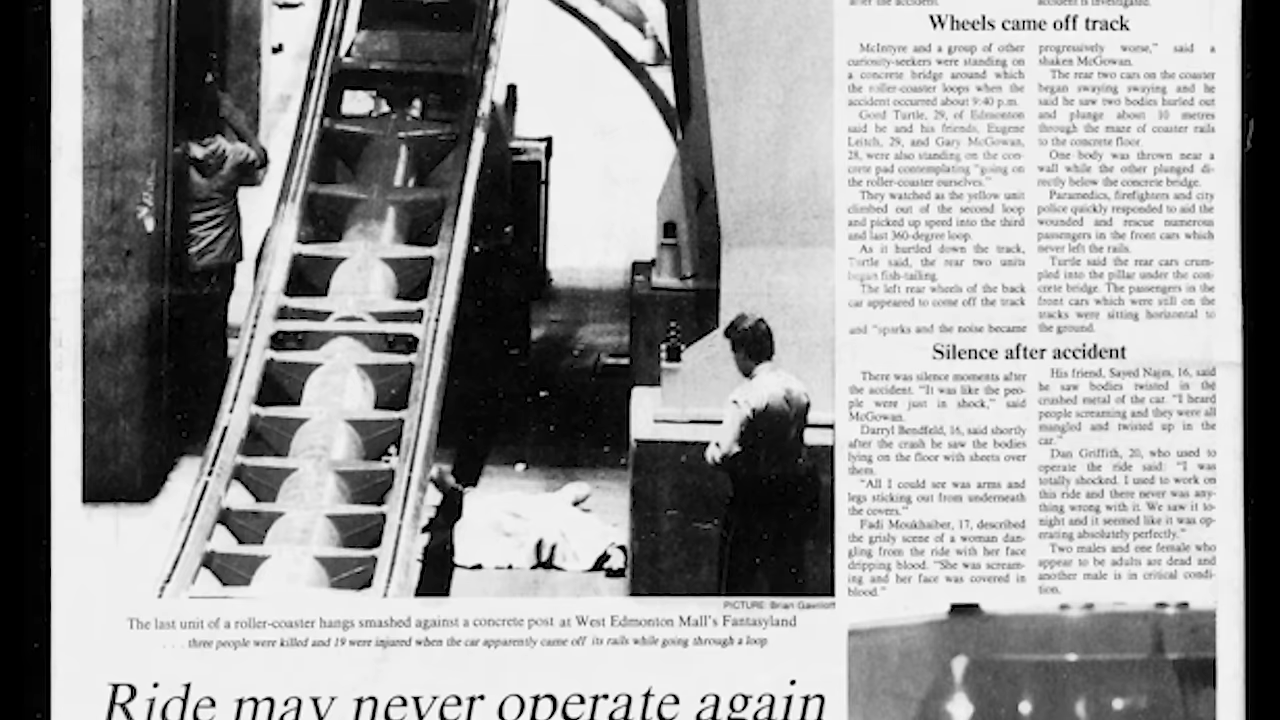 Wheels came off track
McIntyre and a group of other
curiosity-seekers were standing on
a concrete bridge around which
the roller-coaster loops when the
accident occurred about 9:40 p.m.
Gord Turtle, 29, of Edmonton
said he and his friends, Eugene
Leitch, 29, and Gary McGowan,
28, were also standing on the con-
crete pad contemplating "going on
the roller-coaster ourselves."
They watched as the yellow unit
climbed out of the second loop
and picked up speed into the third
and last 360-degree loop.
As it hurtled down the track,
Turtle said, the rear two units
began fish-tailing.
The left rear wheels of the back
car appeared to come off the track
and "sparks and the noise became
progressively worse," said a
shaken McGowan.
The rear two cars on the coaster
began swaying swaying and he
said he saw two bodies hurled out
and plunge about 10 metres
through the maze of coaster rails
to the concrete floor.
One body was thrown near a
wall while the other plunged di-
rectly below the concrete bridge.
Paramedics, firefighters and city
police quickly responded to aid the
wounded and rescue numerous
passengers in the front cars which
never left the rails.
Turtle said the rear cars crum-
pled into the pillar under the con-
crete bridge. The passengers in the
front cars which were still on the
tracks were sitting horizontal to
the ground.
Silence after accident
There was silence moments after
the accident. "It was like the peo-
ple were just in shock," said
McGowan.
Darryl Bendfeld, 16, said shortly
after the crash he saw the bodies
lying on the floor with sheets over
them.
"All I could see was arms and
legs sticking out from underneath
the covers."
Fadi Moukhaiber, 17, described
the grisly scene of a woman dan-
gling from the ride with her face
dripping blood. "She was scream-
ing and her face was covered in
blood."
His friend, Sayed Najm, 16, said
he saw bodies twisted in the
crushed metal of the car. "I heard
people screaming and they were all
mangled and twisted up in the
car."
Dan Griffith, 20, who used to
operate the ride said: "I was
totally shocked. I used to work on
this ride and there never was any-
thing wrong with it. We saw it to-
night and it seemed like it was op-
erating absolutely perfectly."
Two males and one female who
appear to be adults are dead and
another male is in critical condi-
tion.
PICTURE: Brian Gavriloff
The last unit of a roller-coaster hangs smashed against a concrete post at West Edmonton Mall's Fantasyland
. . . three people were killed and 19 were injured when the car apparently came off its rails while going through a loop
Ride may never operate again